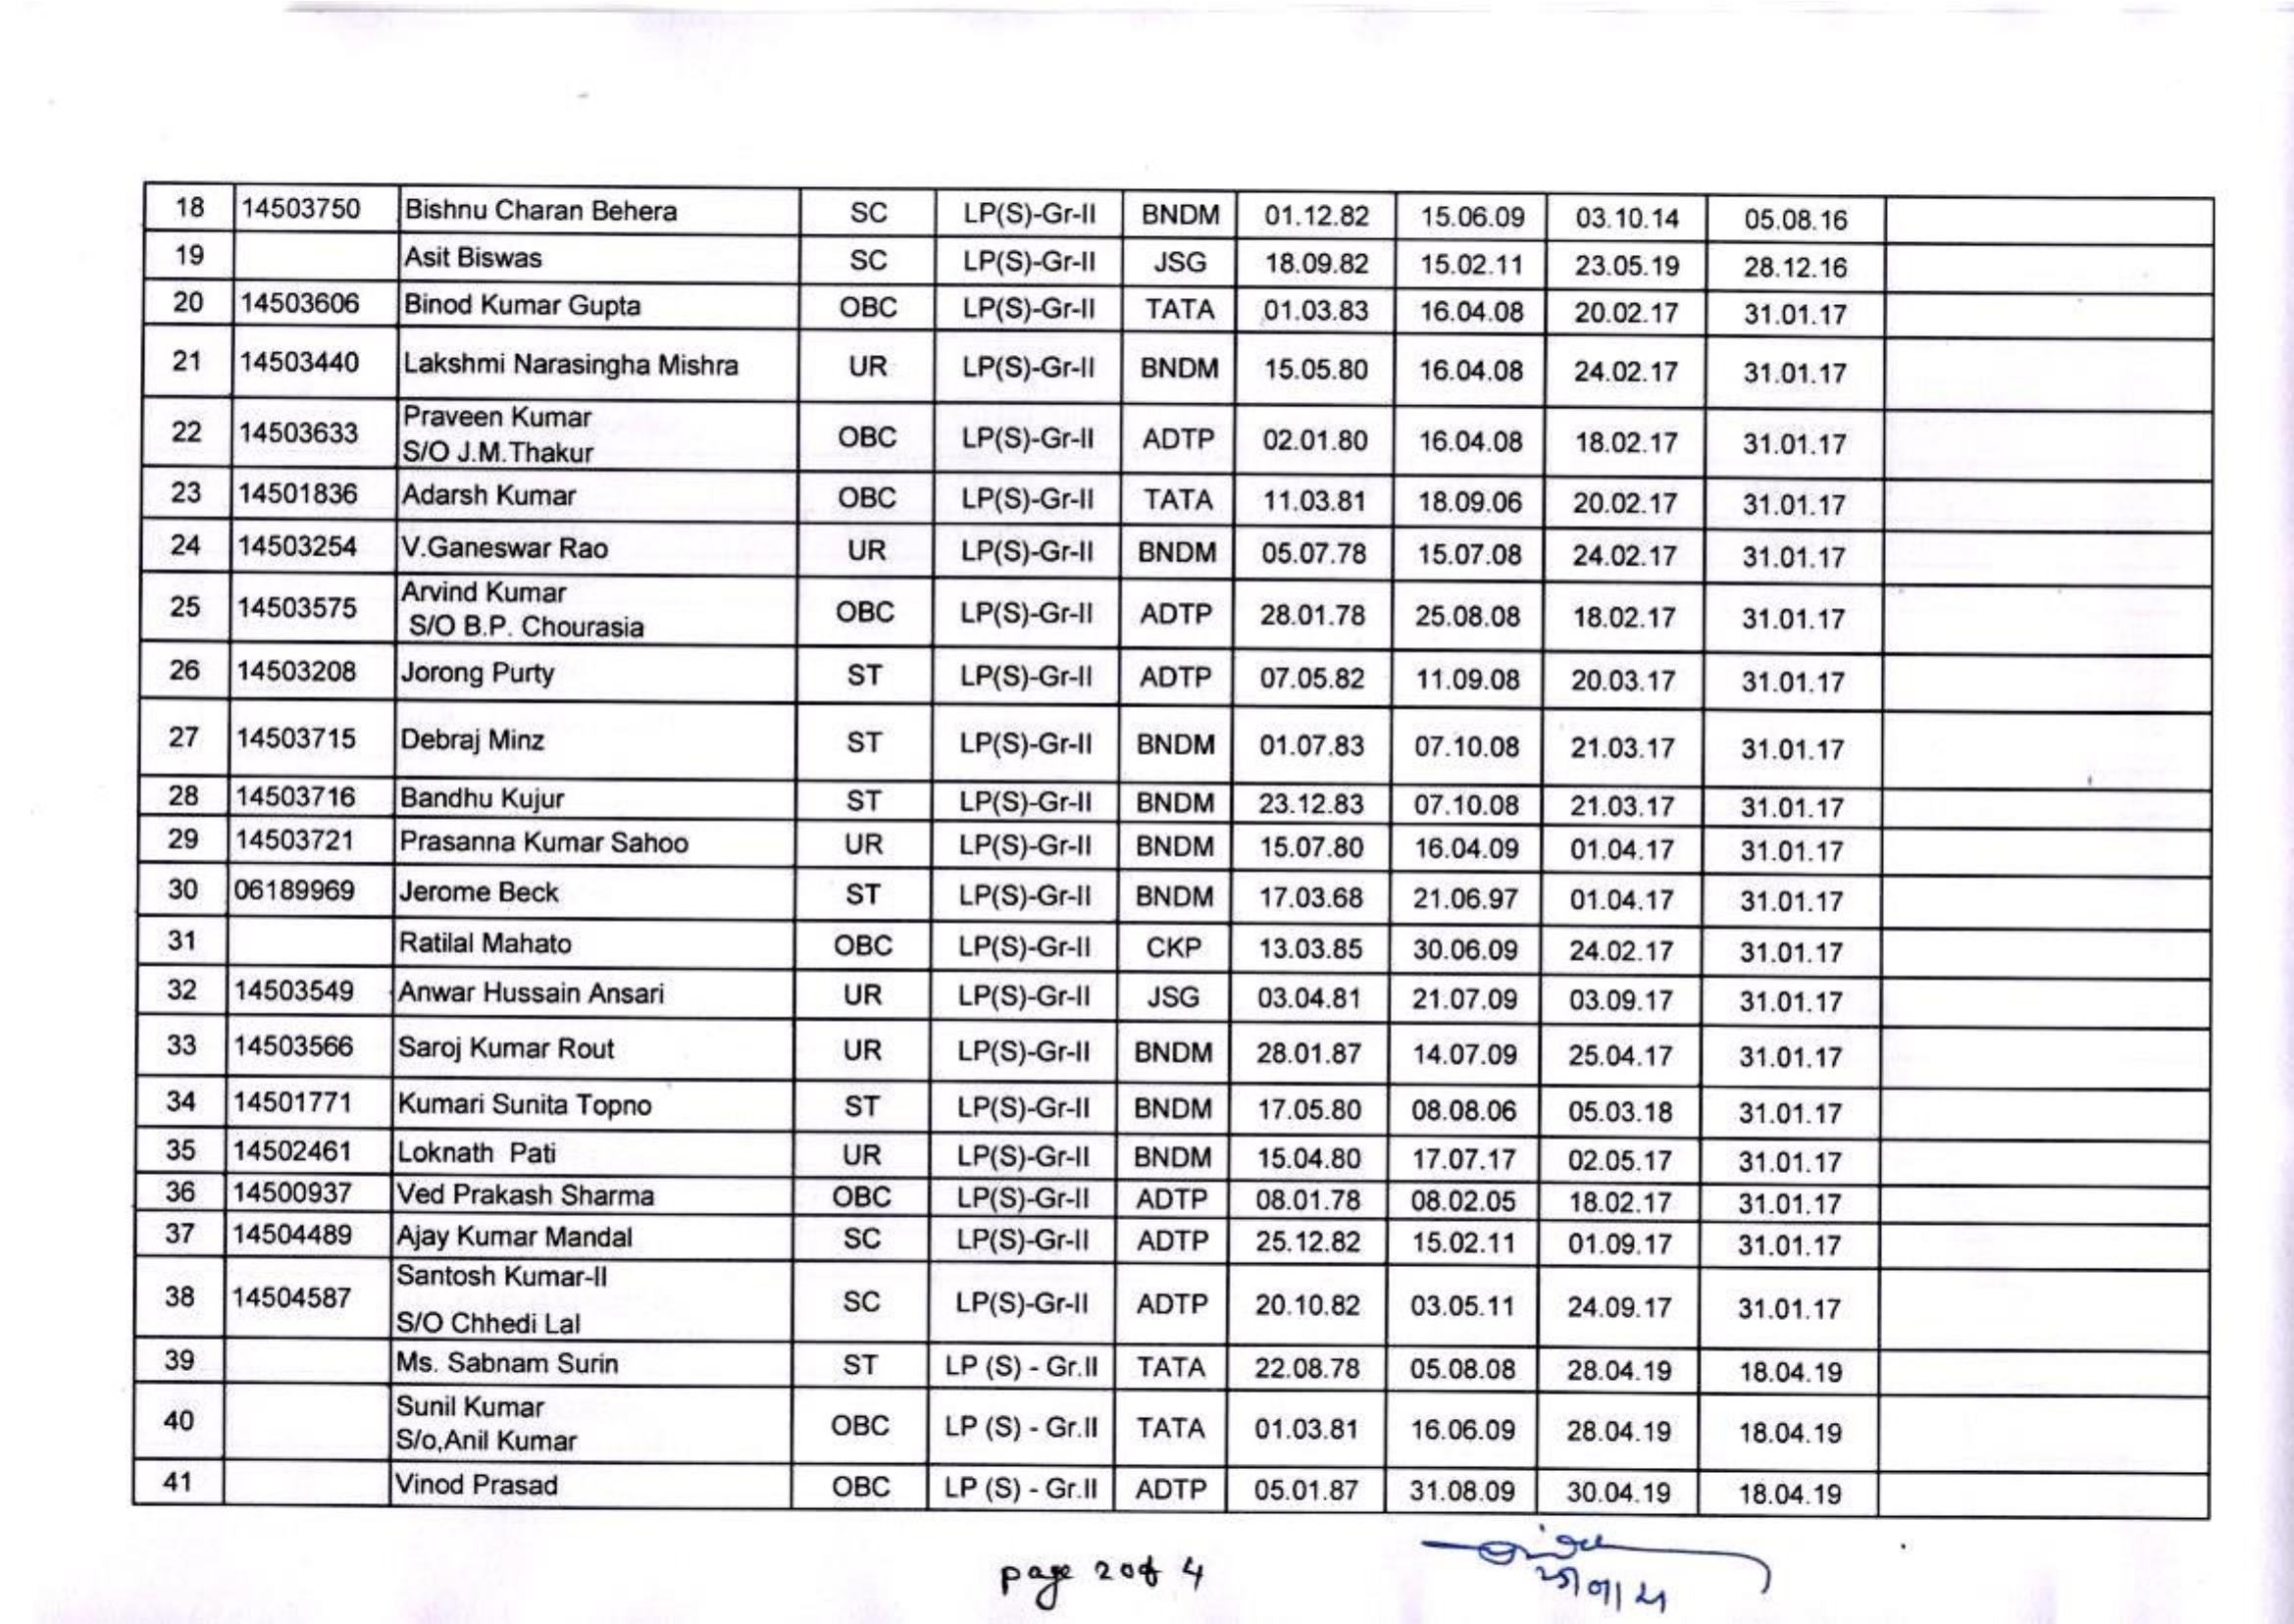 18 14503750 Bishnu Charan Behera SC LP(S)-Gr-II BNDM 01.12.82 15.06.09 03.10.14 05.08.16
19 Asit Biswas SC LP(S)-Gr-II JSG 18.09.82 15.02.11 23.05.19 28.12.16
20 14503606 Binod Kumar Gupta OBC LP(S)-Gr-II TATA 01.03.83 16.04.08 20.02.17 31.01.17
21 14503440 Lakshmi Narasingha Mishra UR LP(S)-Gr-II BNDM 15.05.80 16.04.08 24.02.17 31.01.17
22 14503633 Praveen Kumar
S/O J.M.Thakur OBC LP(S)-Gr-II ADTP 02.01.80 16.04.08 18.02.17 31.01.17
23 14501836 Adarsh Kumar OBC LP(S)-Gr-II TATA 11.03.81 18.09.06 20.02.17 31.01.17
24 14503254 V.Ganeswar Rao UR LP(S)-Gr-II BNDM 05.07.78 15.07.08 24.02.17 31.01.17
25 14503575 Arvind Kumar
S/O B.P. Chourasia OBC LP(S)-Gr-II ADTP 28.01.78 25.08.08 18.02.17 31.01.17
26 14503208 Jorong Purty ST LP(S)-Gr-II ADTP 07.05.82 11.09.08 20.03.17 31.01.17
27 14503715 Debraj Minz ST LP(S)-Gr-II BNDM 01.07.83 07.10.08 21.03.17 31.01.17
28 14503716 Bandhu Kujur ST LP(S)-Gr-II BNDM 23.12.83 07.10.08 21.03.17 31.01.17
29 14503721 Prasanna Kumar Sahoo UR LP(S)-Gr-II BNDM 15.07.80 16.04.09 01.04.17 31.01.17
30 06189969 Jerome Beck ST LP(S)-Gr-II BNDM 17.03.68 21.06.97 01.04.17 31.01.17
31 Ratilal Mahato OBC LP(S)-Gr-II CKP 13.03.85 30.06.09 24.02.17 31.01.17
32 14503549 Anwar Hussain Ansari UR LP(S)-Gr-II JSG 03.04.81 21.07.09 03.09.17 31.01.17
33 14503566 Saroj Kumar Rout UR LP(S)-Gr-II BNDM 28.01.87 14.07.09 25.04.17 31.01.17
34 14501771 Kumari Sunita Topno ST LP(S)-Gr-II BNDM 17.05.80 08.08.06 05.03.18 31.01.17
35 14502461 Loknath Pati UR LP(S)-Gr-II BNDM 15.04.80 17.07.17 02.05.17 31.01.17
36 14500937 Ved Prakash Sharma OBC LP(S)-Gr-II ADTP 08.01.78 08.02.05 18.02.17 31.01.17
37 14504489 Ajay Kumar Mandal SC LP(S)-Gr-II ADTP 25.12.82 15.02.11 01.09.17 31.01.17
38 14504587 Santosh Kumar-II
S/O Chhedi Lal SC LP(S)-Gr-II ADTP 20.10.82 03.05.11 24.09.17 31.01.17
39 Ms. Sabnam Surin ST LP (S) - Gr.II TATA 22.08.78 05.08.08 28.04.19 18.04.19
40 Sunil Kumar
S/o,Anil Kumar OBC LP (S) - Gr.II TATA 01.03.81 16.06.09 28.04.19 18.04.19
41 Vinod Prasad OBC LP (S) - Gr.II ADTP 05.01.87 31.08.09 30.04.19 18.04.19
page 2 of 4